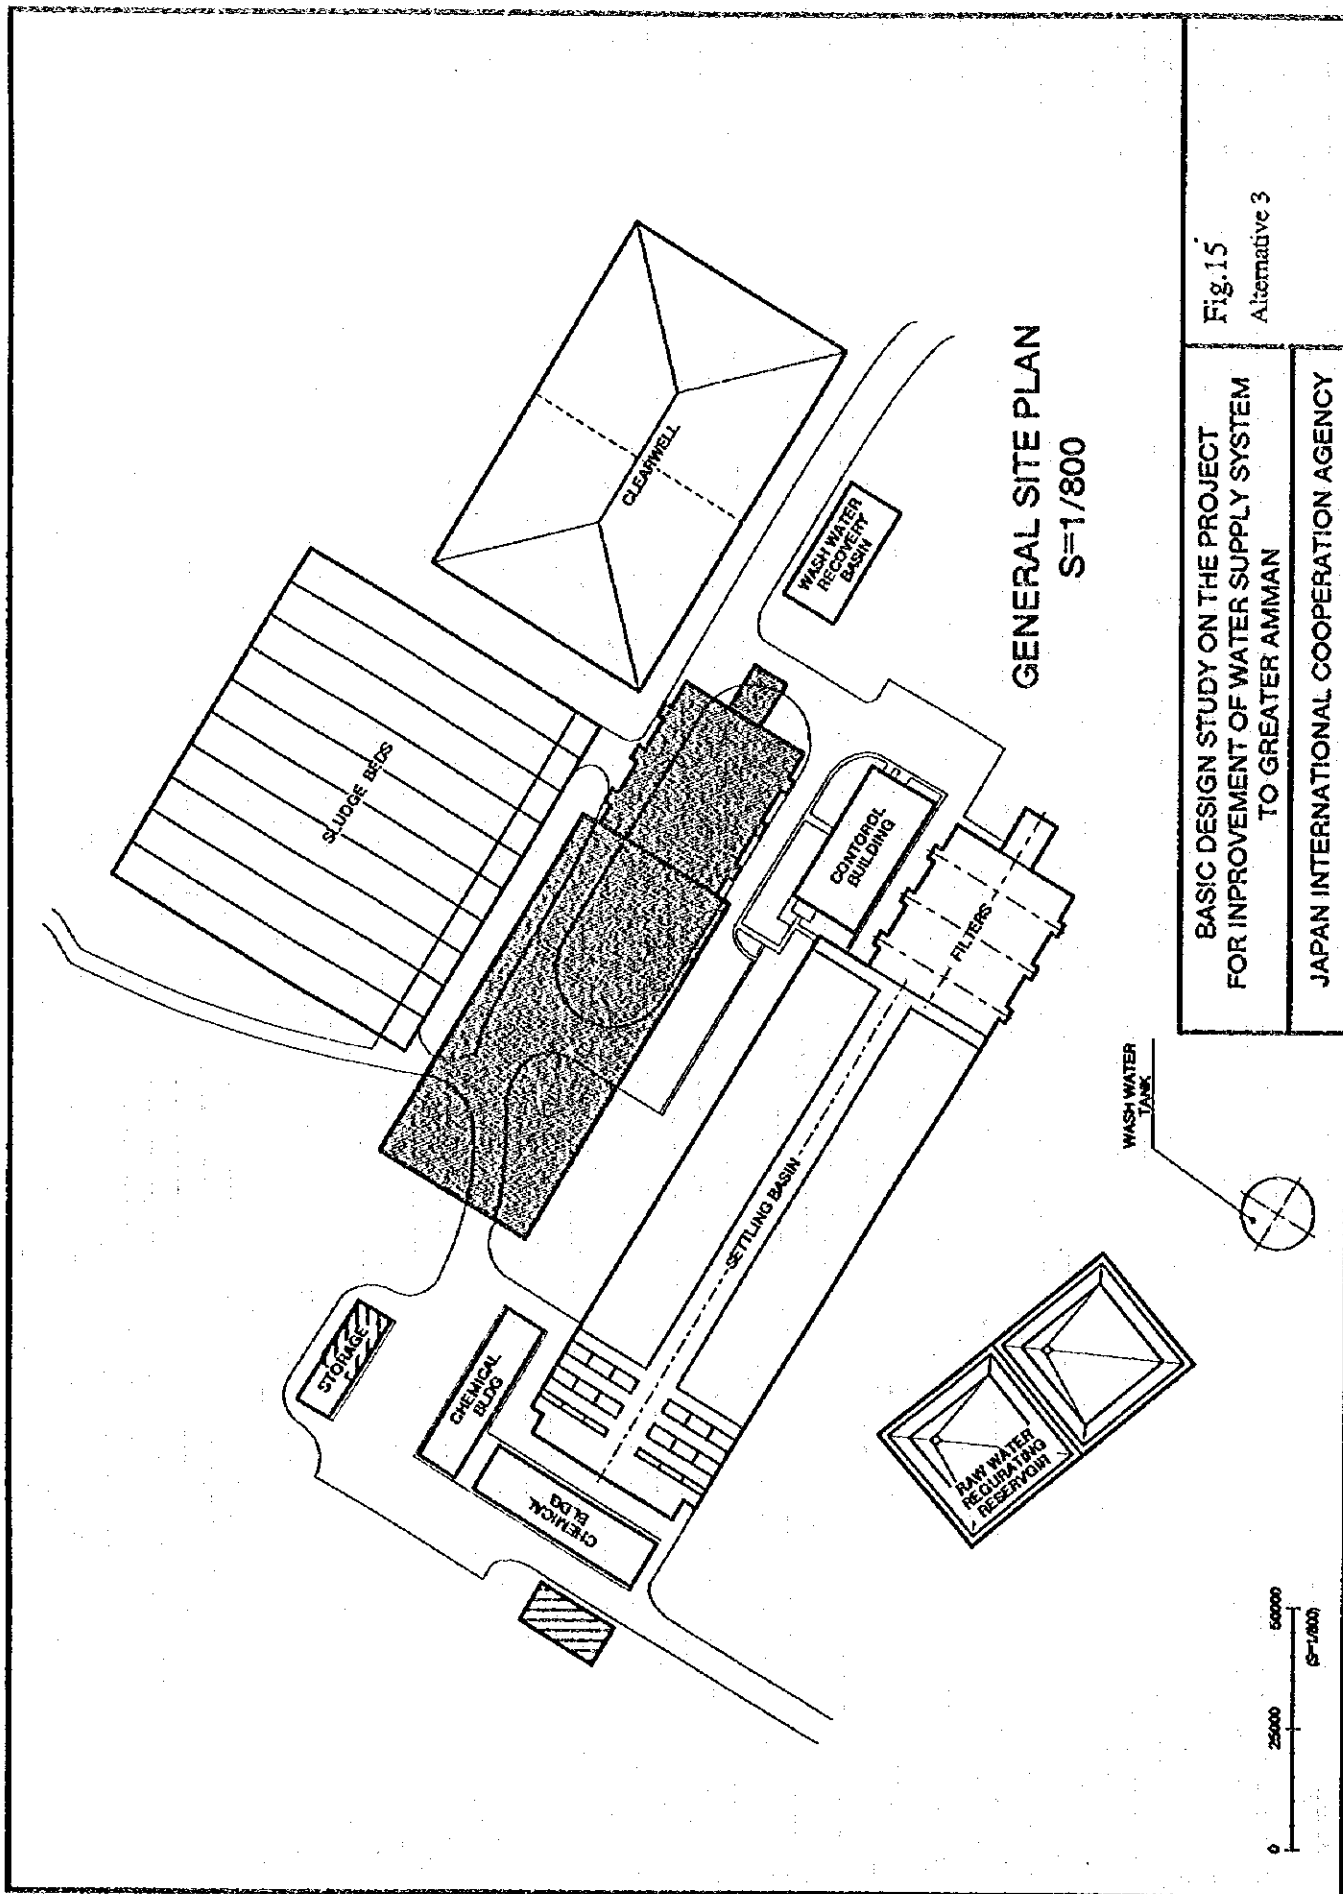 STORAGE
CHEMICAL
BLDG
CHEMICAL
BLDG
SLUDGE BEDS
CLEARWELL
SETTLING BASIN
CONTOROL
BUILDING
FILTERS
WASH WATER
RECOVERY
BASIN
RAW WATER
REQURATING
RESERVOIR
WASH WATER
TANK
GENERAL SITE PLAN
S=1/800
0 25000 50000
(S=1/800)
BASIC DESIGN STUDY ON THE PROJECT
FOR INPROVEMENT OF WATER SUPPLY SYSTEM
TO GREATER AMMAN
JAPAN INTERNATIONAL COOPERATION AGENCY
Fig.15
Alternative 3